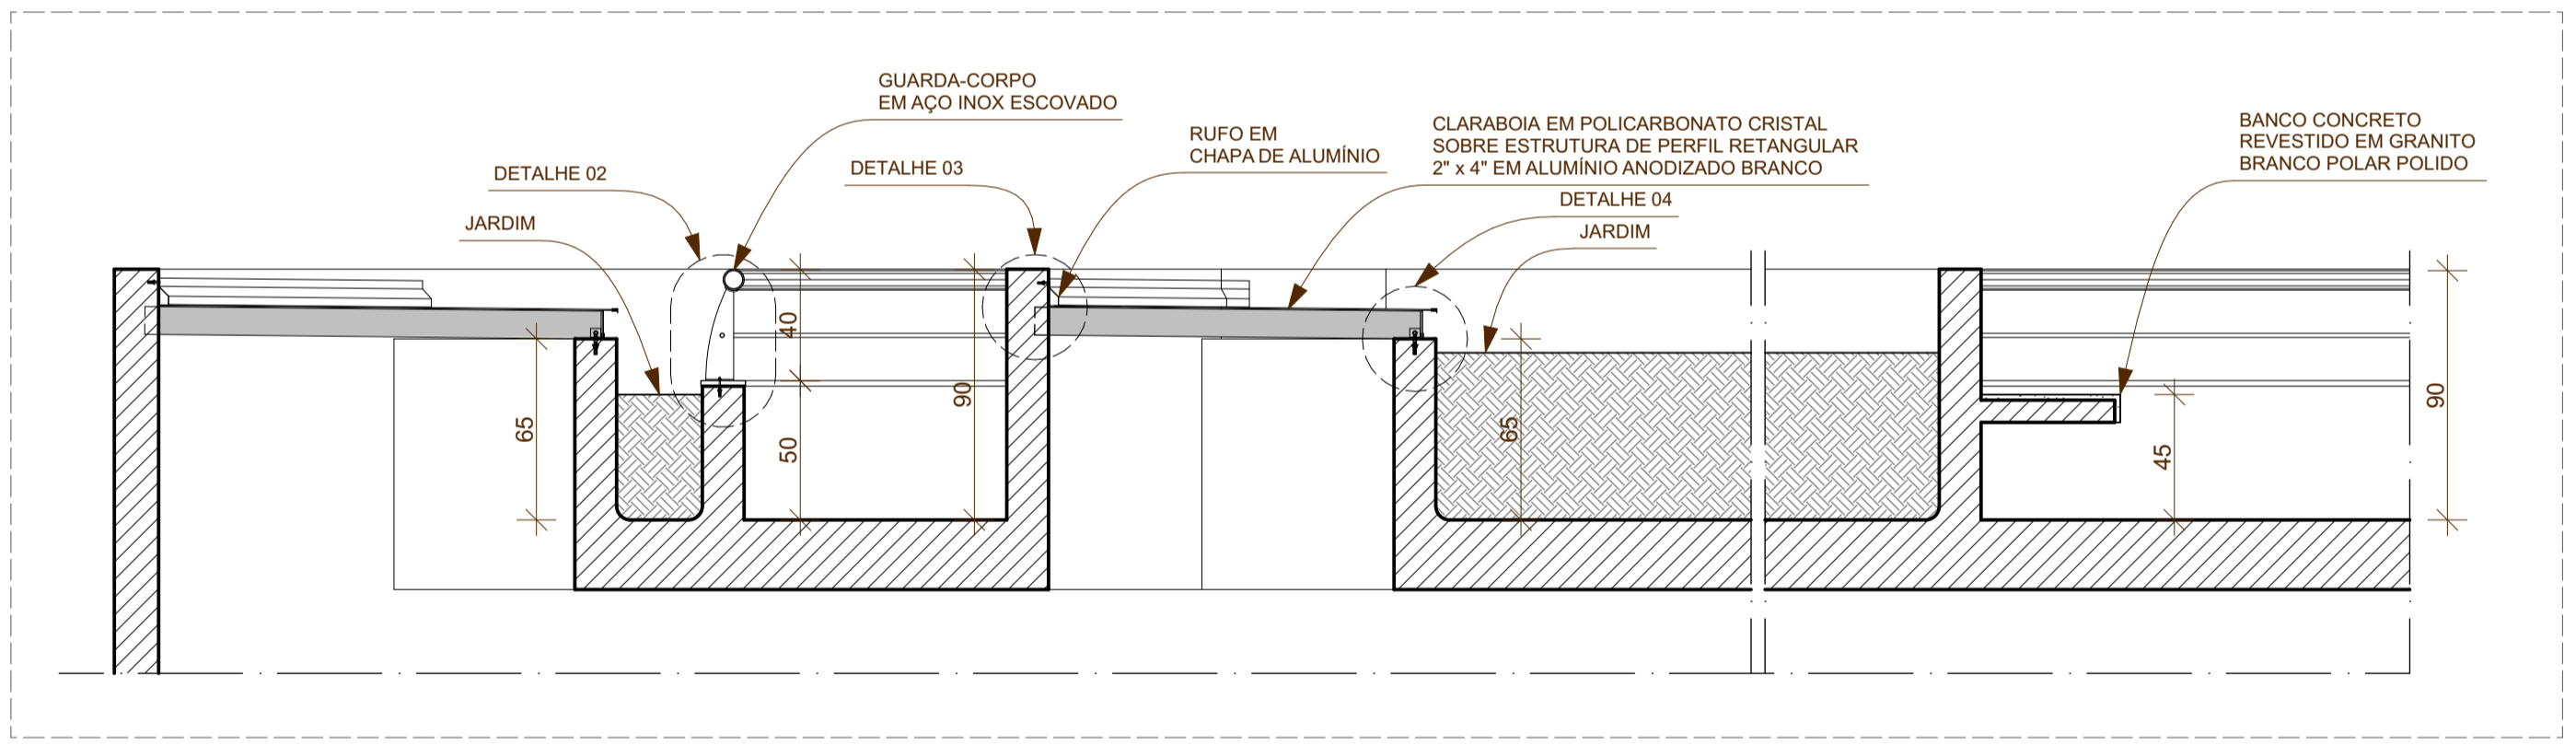 GUARDA-CORPO
EM AÇO INOX ESCOVADO
RUFO EM
CHAPA DE ALUMÍNIO
CLARABOIA EM POLICARBONATO CRISTAL
SOBRE ESTRUTURA DE PERFIL RETANGULAR
2" x 4" EM ALUMÍNIO ANODIZADO BRANCO
BANCO CONCRETO
REVESTIDO EM GRANITO
BRANCO POLAR POLIDO
DETALHE 02
DETALHE 03
DETALHE 04
JARDIM
JARDIM
65
40
50
90
65
45
90